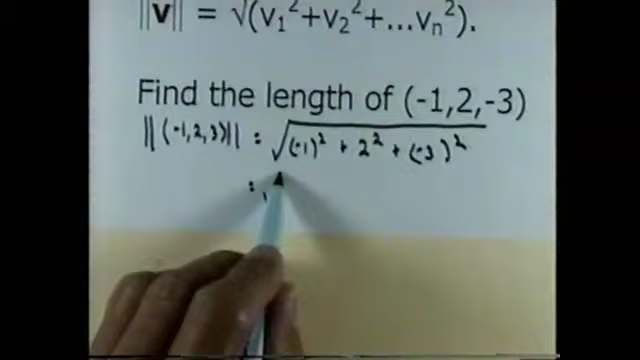 ||v|| = √(v₁²+v₂²+...vₙ²).
Find the length of (-1,2,-3)
||(-1,2,3)|| = √(-1)² + 2² + (-3)²
=